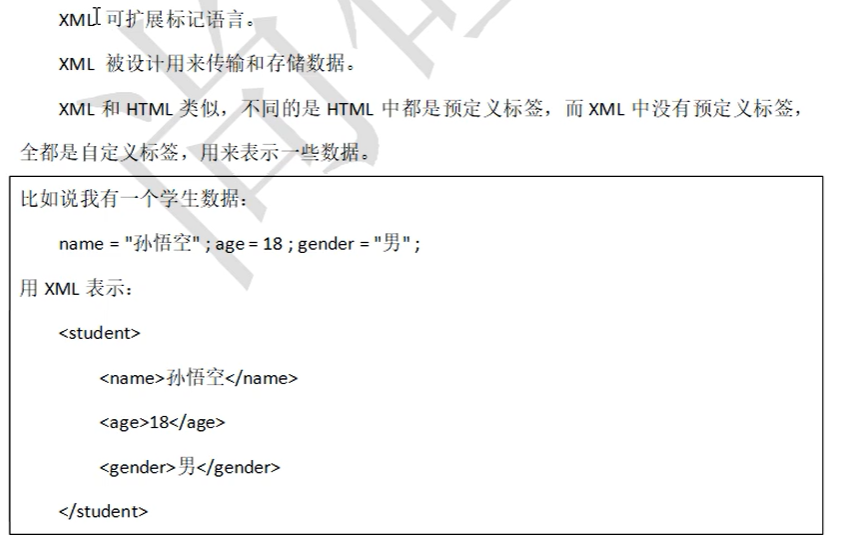 XML 可扩展标记语言。
XML 被设计用来传输和存储数据。
XML 和 HTML 类似，不同的是 HTML 中都是预定义标签，而 XML 中没有预定义标签，
全都是自定义标签，用来表示一些数据。
比如说我有一个学生数据：
name = "孙悟空" ; age = 18 ; gender = "男" ;
用 XML 表示：
<student>
<name>孙悟空</name>
<age>18</age>
<gender>男</gender>
</student>